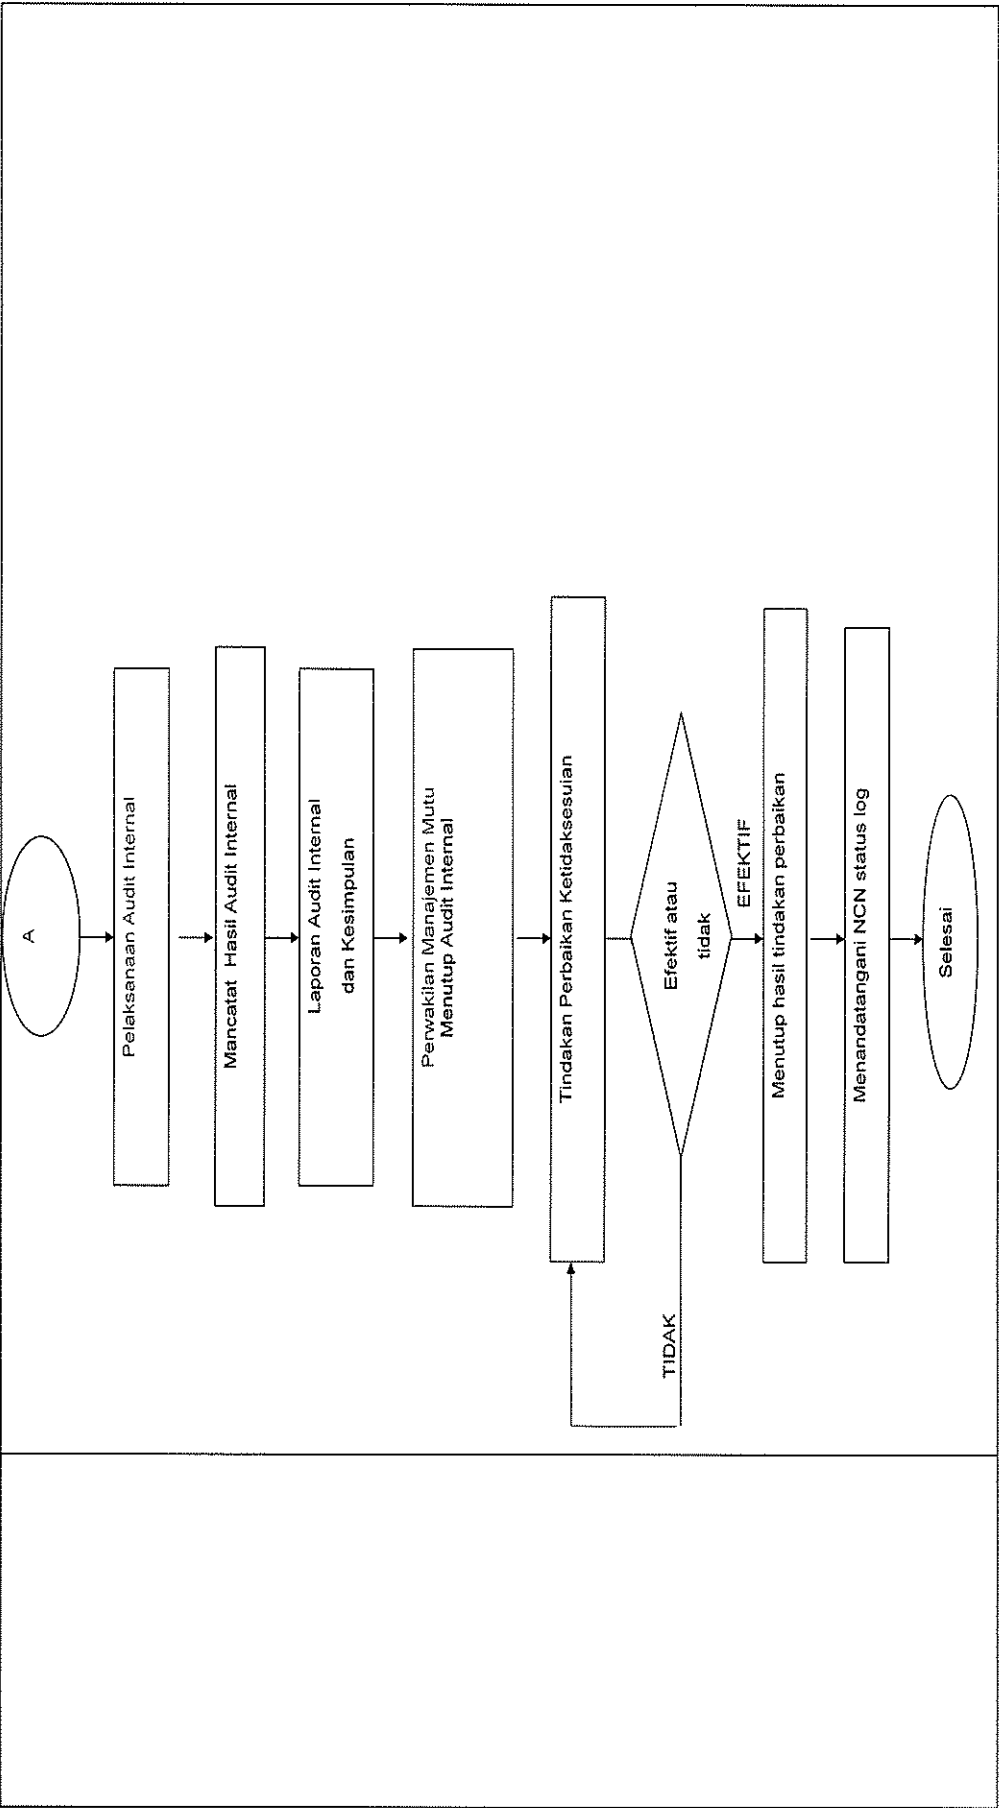 A
Pelaksanaan Audit Internal
Mancatat Hasil Audit Internal
Laporan Audit Internal
dan Kesimpulan
Perwakilan Manajemen Mutu
Menutup Audit Internal
Tindakan Perbaikan Ketidaksesuian
Efektif atau
tidak
TIDAK
EFEKTIF
Menutup hasil tindakan perbaikan
Menandatangani NCN status log
Selesai